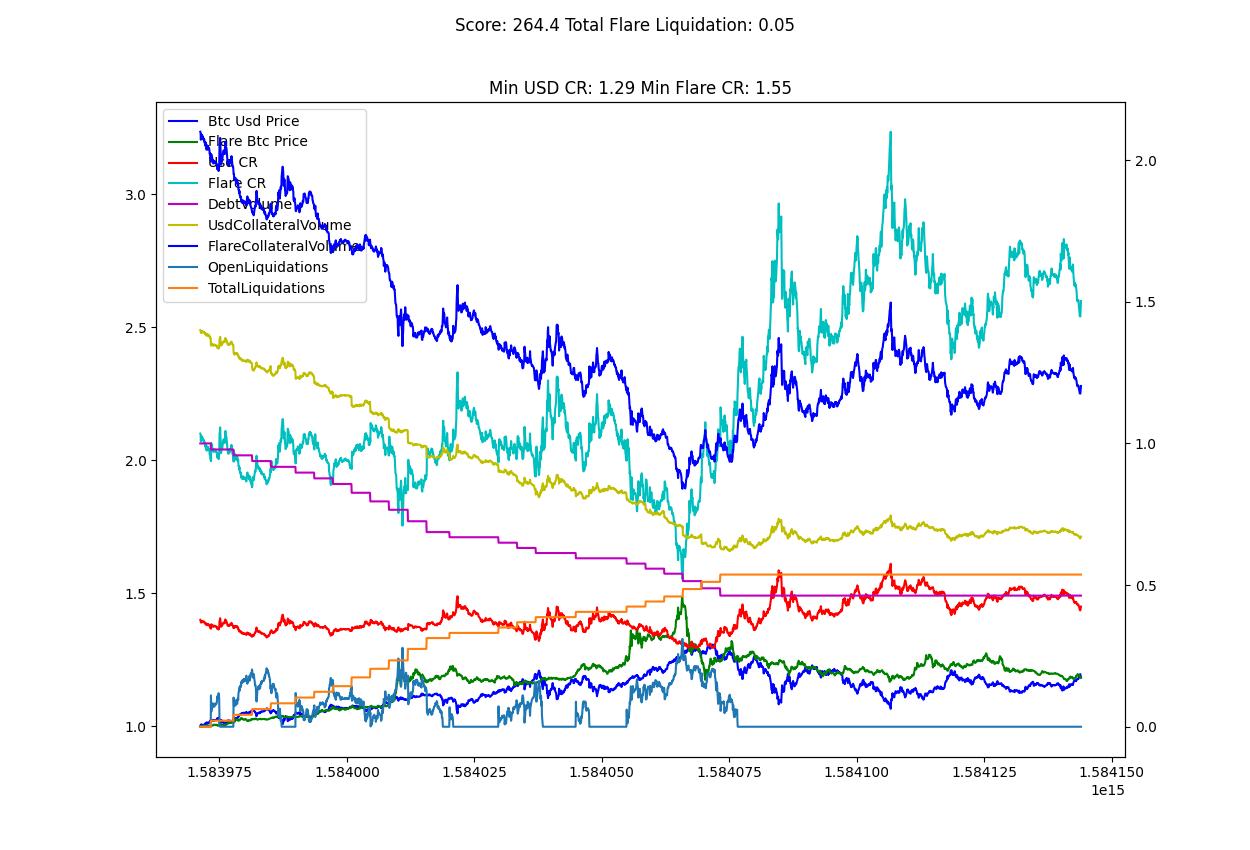 Score: 264.4 Total Flare Liquidation: 0.05
Min USD CR: 1.29 Min Flare CR: 1.55
Btc Usd Price
Flare Btc Price
Usd CR
Flare CR
DebtVolume
UsdCollateralVolume
FlareCollateralVolume
OpenLiquidations
TotalLiquidations
3.0
2.5
2.0
1.5
1.0
2.0
1.5
1.0
0.5
0.0
1.583975 1.584000 1.584025 1.584050 1.584075 1.584100 1.584125 1.584150
1e15